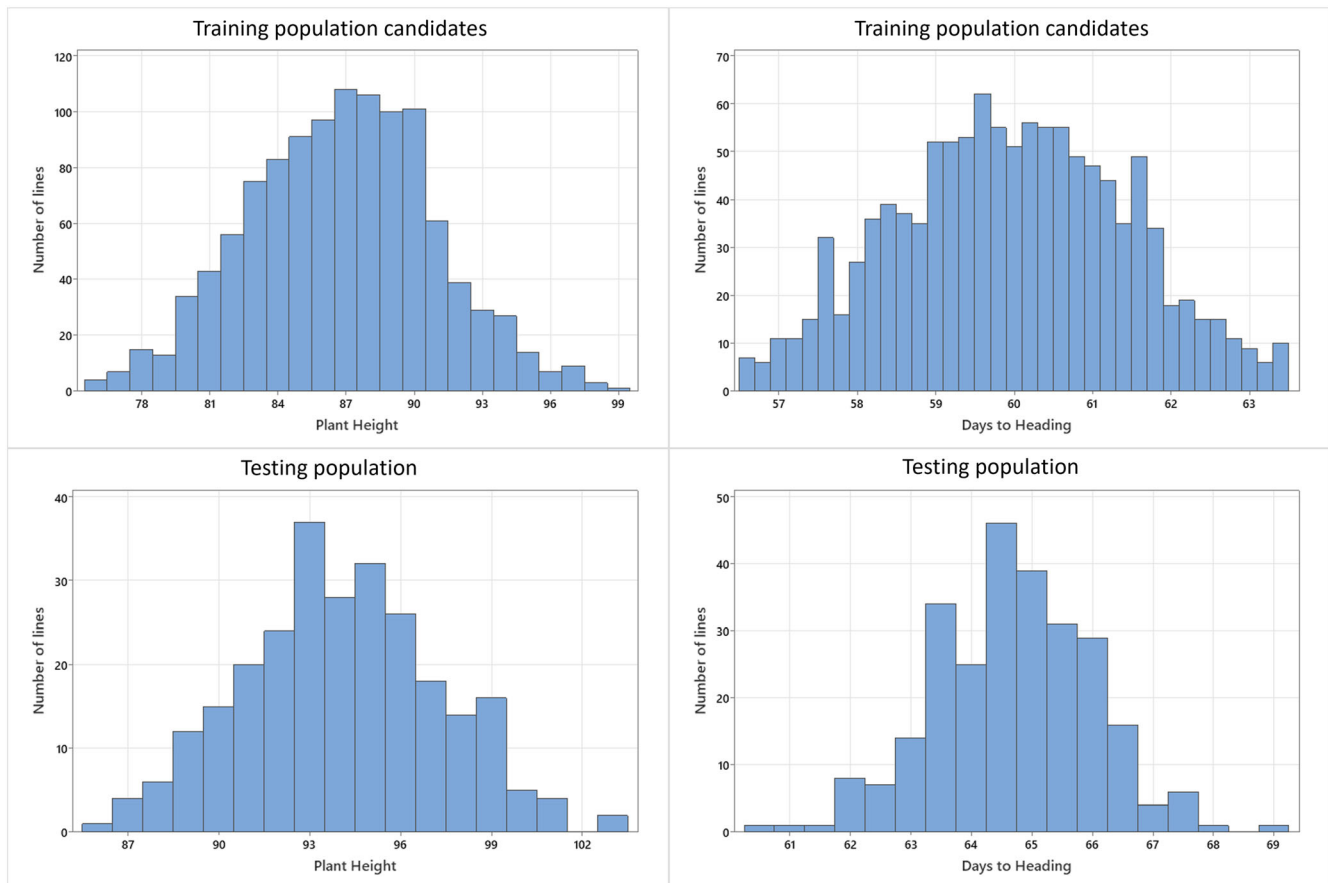 Training population candidates
120
100
80
60
40
20
0
Number of lines
78 81 84 87 90 93 96 99
Plant Height
Training population candidates
70
60
50
40
30
20
10
0
Number of lines
57 58 59 60 61 62 63
Days to Heading
Testing population
40
30
20
10
0
Number of lines
87 90 93 96 99 102
Plant Height
Testing population
50
40
30
20
10
0
Number of lines
61 62 63 64 65 66 67 68 69
Days to Heading